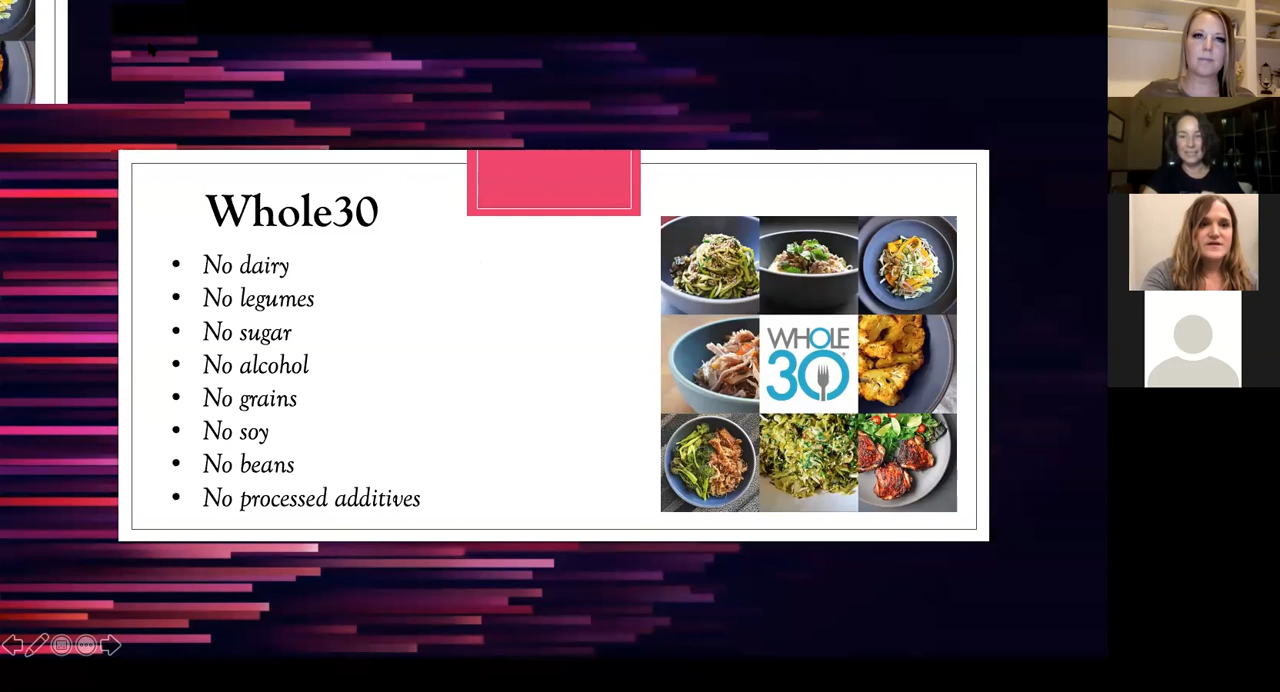 Whole30
• No dairy
• No legumes
• No sugar
• No alcohol
• No grains
• No soy
• No beans
• No processed additives
WHOLE
30